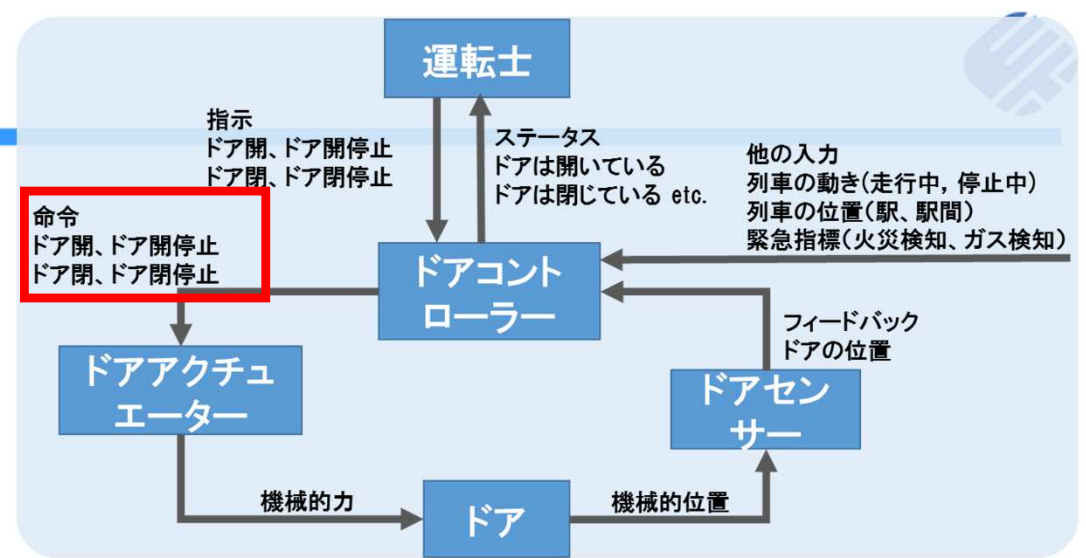 運転士
指示
ドア開、ドア開停止
ドア閉、ドア閉停止
ステータス
ドアは開いている
ドアは閉じている etc.
他の入力
列車の動き(走行中, 停止中)
列車の位置(駅、駅間)
緊急指標(火災検知、ガス検知)
命令
ドア開、ドア開停止
ドア閉、ドア閉停止
ドアコント
ローラー
フィードバック
ドアの位置
ドアアクチュ
エーター
ドアセン
サー
機械的力
ドア
機械的位置